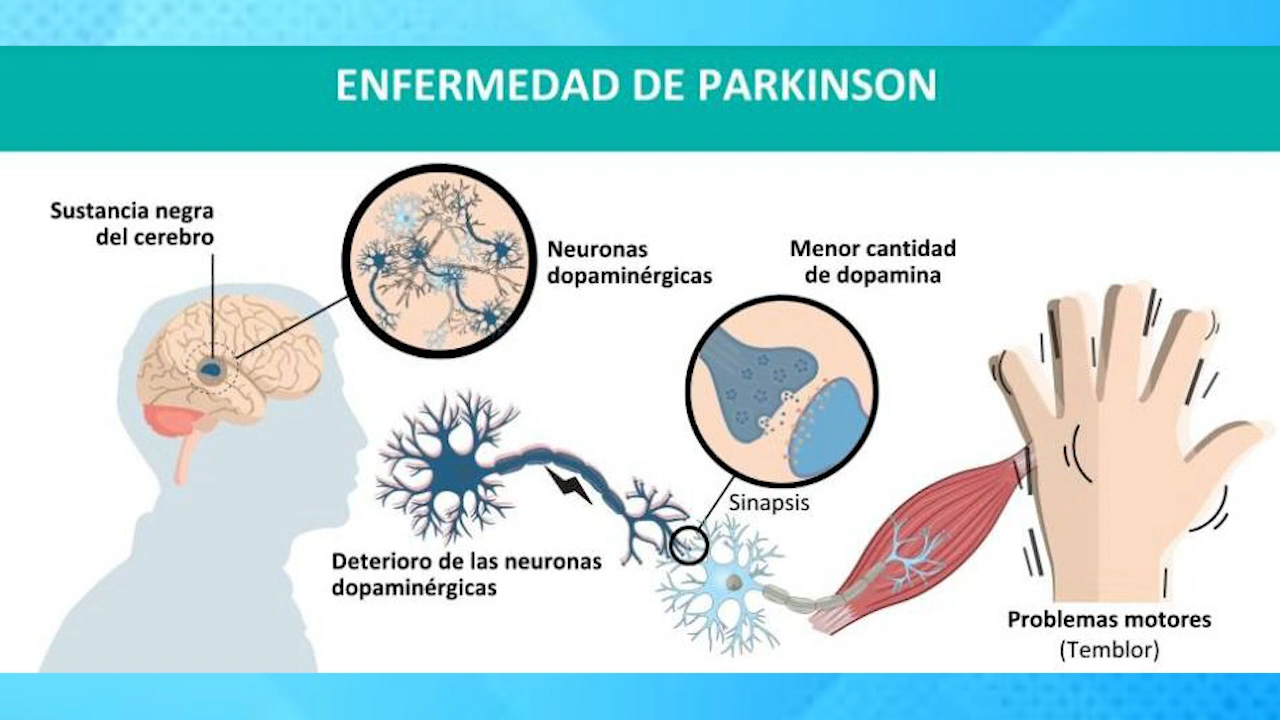 ENFERMEDAD DE PARKINSON
Sustancia negra
del cerebro
Neuronas
dopaminérgicas
Menor cantidad
de dopamina
Sinapsis
Deterioro de las neuronas
dopaminérgicas
Problemas motores
(Temblor)